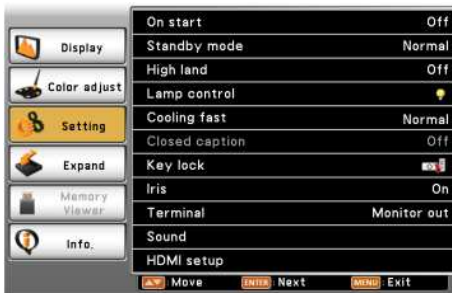 Display
Color adjust
Setting
Expand
Memory
Viewer
Info.
On start Off
Standby mode Normal
High land Off
Lamp control
Cooling fast Normal
Closed caption Off
Key lock
Iris On
Terminal Monitor out
Sound
HDMI setup
Move ENTER Next MENU Exit